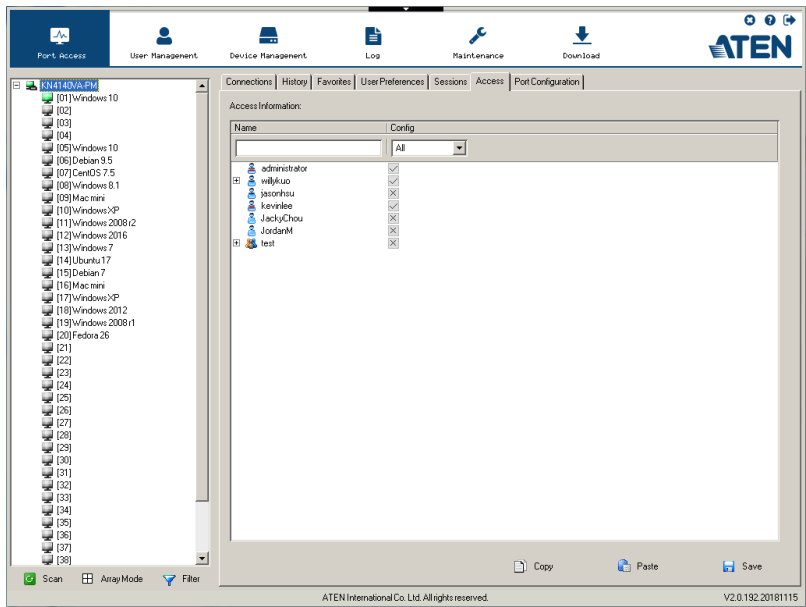 Port Access
User Management
Device Management
Log
Maintenance
Download
ATEN
KN4140VA-PM
[01]Windows 10
[02]
[03]
[04]
[05]Windows 10
[06]Debian 9.5
[07]CentOS 7.5
[08]Windows 8.1
[09]Mac mini
[10]WindowsXP
[11]Windows 2008 r2
[12]Windows 2016
[13]Windows 7
[14]Ubuntu 17
[15]Debian 7
[16]Mac mini
[17]WindowsXP
[18]Windows 2012
[19]Windows 2008 r1
[20]Fedora 26
[21]
[22]
[23]
[24]
[25]
[26]
[27]
[28]
[29]
[30]
[31]
[32]
[33]
[34]
[35]
[36]
[37]
[38]
Scan
Array Mode
Filter
Connections
History
Favorites
User Preferences
Sessions
Access
Port Configuration
Access Information:
Name
Config
All
administrator
willykuo
jasonhsu
kevinlee
JackyChou
JordanM
test
Copy
Paste
Save
ATEN International Co. Ltd. All rights reserved.
V2.0.192.20181115